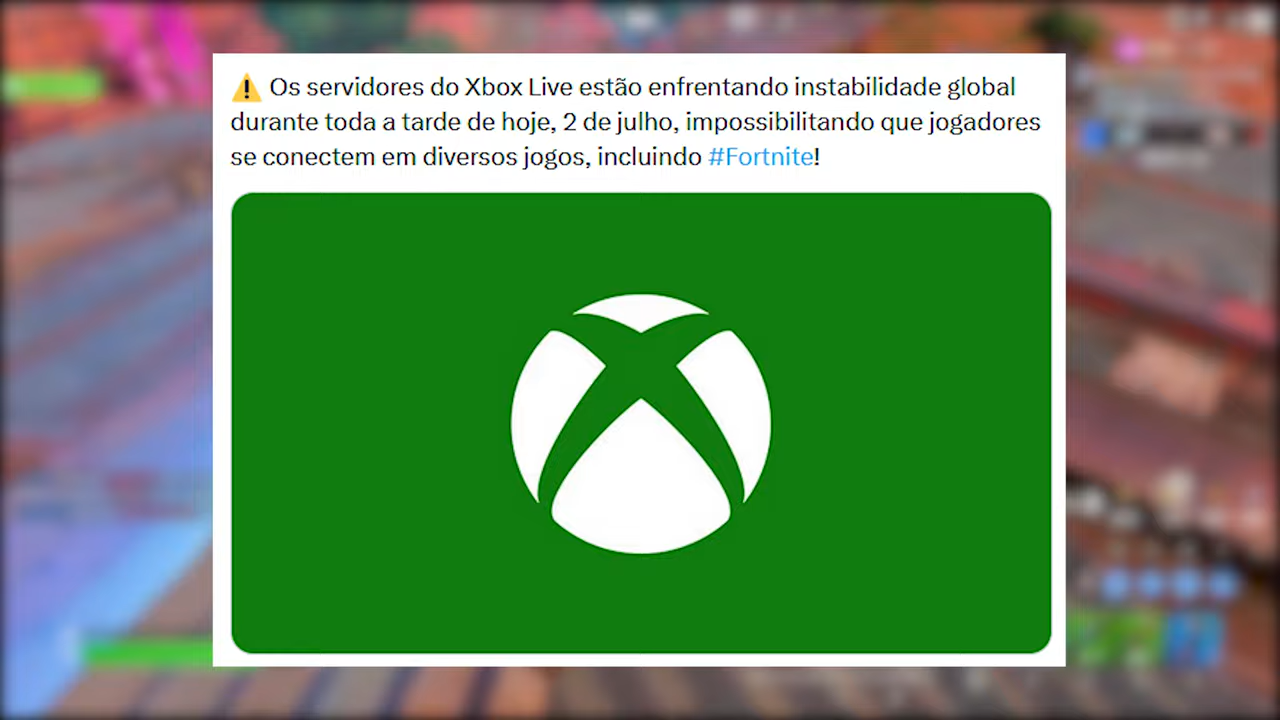 ⚠️ Os servidores do Xbox Live estão enfrentando instabilidade global
durante toda a tarde de hoje, 2 de julho, impossibilitando que jogadores
se conectem em diversos jogos, incluindo #Fortnite!